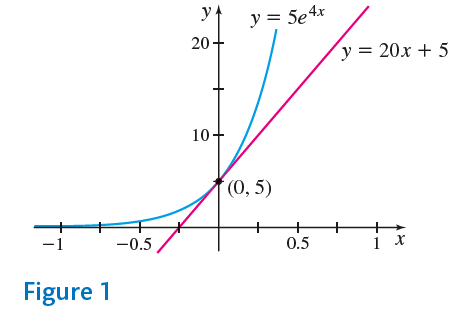 y
y = 5e^{4x}
20
y = 20x + 5
10
(0, 5)
−1
−0.5
0.5
1
x
Figure 1